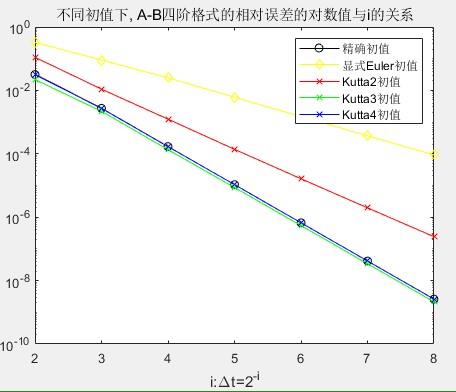 不同初值下, A-B四阶格式的相对误差的对数值与i的关系
精确初值
显式Euler初值
Kutta2初值
Kutta3初值
Kutta4初值
10^0
10^-2
10^-4
10^-6
10^-8
10^-10
2 3 4 5 6 7 8
i:Δt=2^-i